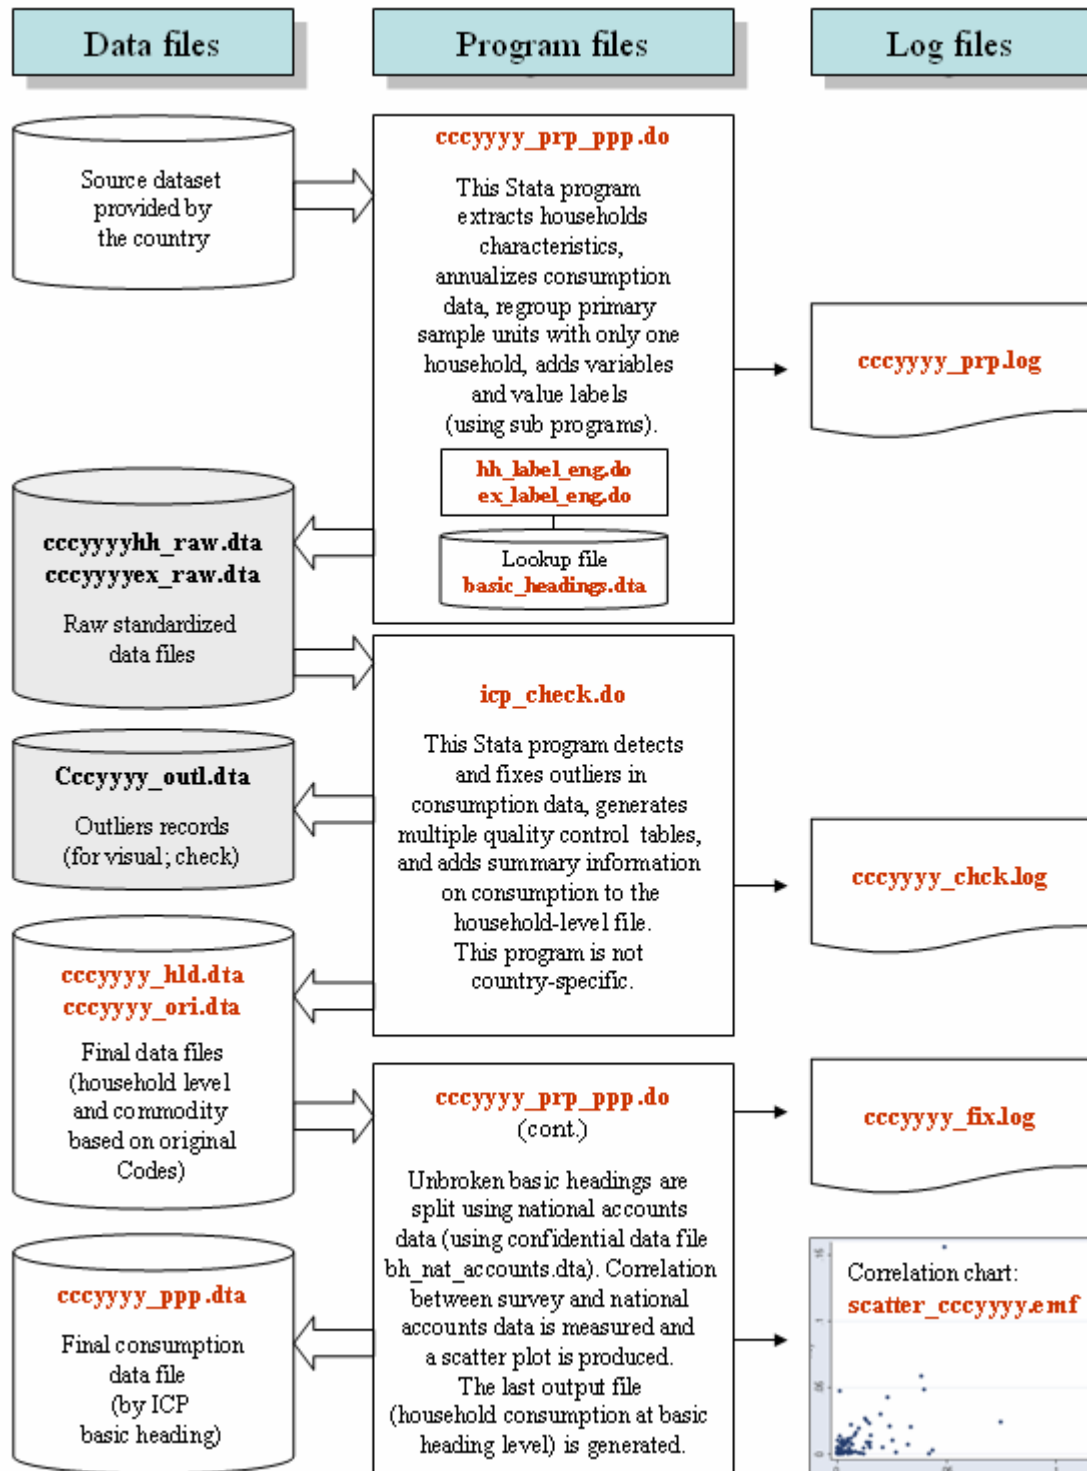 Data files
Program files
Log files
Source dataset
provided by
the country
cccyyyy_prp_ppp.do
This Stata program
extracts households
characteristics,
annualizes consumption
data, regroup primary
sample units with only one
household, adds variables
and value labels
(using sub programs).
hh_label_eng.do
ex_label_eng.do
Lookup file
basic_headings.dta
cccyyyy_prp.log
cccyyyyhh_raw.dta
cccyyyyex_raw.dta
Raw standardized
data files
icp_check.do
This Stata program detects
and fixes outliers in
consumption data, generates
multiple quality control tables,
and adds summary information
on consumption to the
household-level file.
This program is not
country-specific.
Cccyyyy_outl.dta
Outliers records
(for visual; check)
cccyyyy_chck.log
cccyyyy_hld.dta
cccyyyy_ori.dta
Final data files
(household level
and commodity
based on original
Codes)
cccyyyy_prp_ppp.do
(cont.)
Unbroken basic headings are
split using national accounts
data (using confidential data file
bh_nat_accounts.dta). Correlation
between survey and national
accounts data is measured and
a scatter plot is produced.
The last output file
(household consumption at basic
heading level) is generated.
cccyyyy_fix.log
cccyyyy_ppp.dta
Final consumption
data file
(by ICP
basic heading)
Correlation chart:
scatter_cccyyyy.emf
.15
.1
.05
0
0